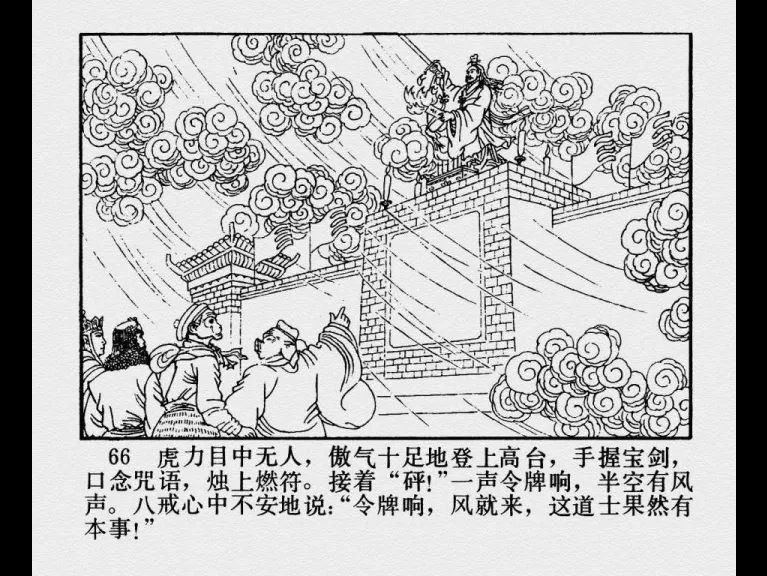 66 虎力目中无人，傲气十足地登上高台，手握宝剑，
口念咒语，烛上燃符。接着“砰!”一声令牌响，半空有风
声。八戒心中不安地说:“令牌响，风就来，这道士果然有
本事!”